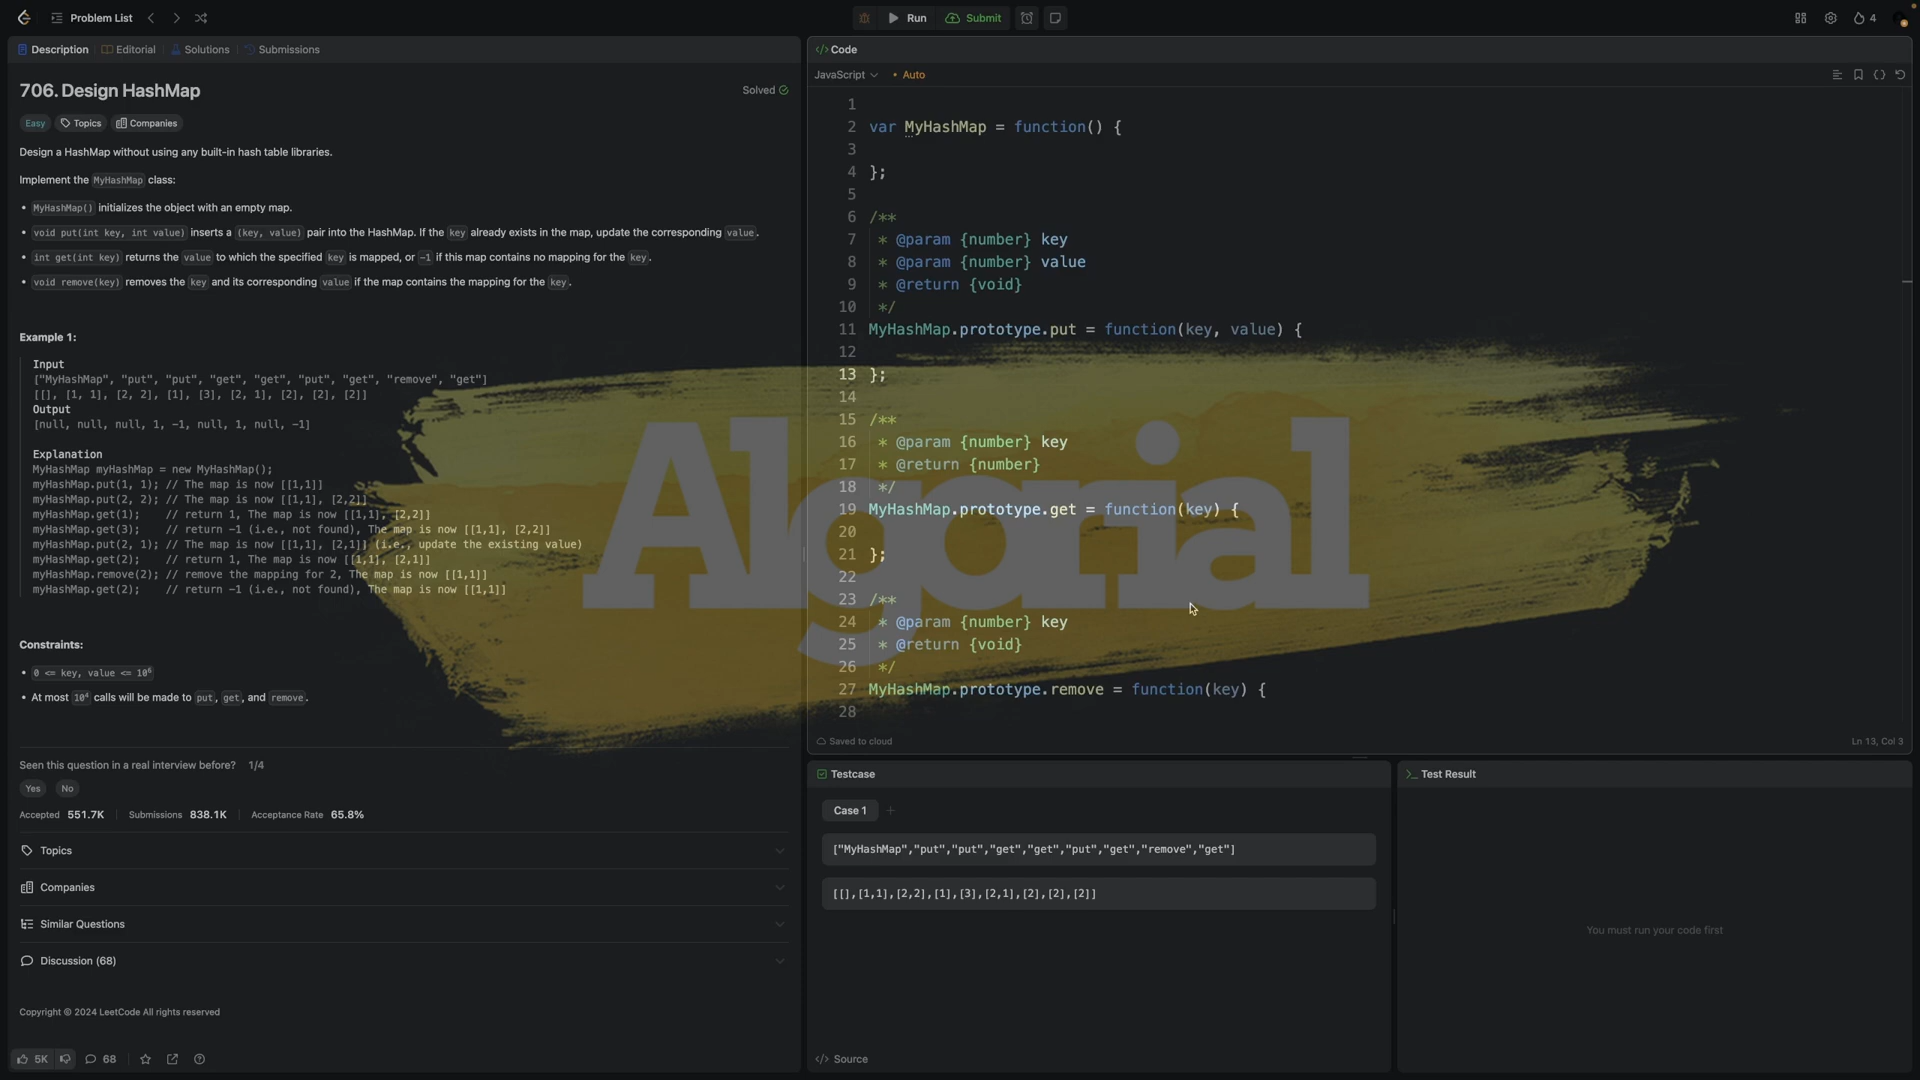 Problem List
Run
Submit
4
Description
Editorial
Solutions
Submissions
706. Design HashMap
Solved
Easy
Topics
Companies
Design a HashMap without using any built-in hash table libraries.
Implement the MyHashMap class:
• MyHashMap() initializes the object with an empty map.
• void put(int key, int value) inserts a (key, value) pair into the HashMap. If the key already exists in the map, update the corresponding value.
• int get(int key) returns the value to which the specified key is mapped, or -1 if this map contains no mapping for the key.
• void remove(key) removes the key and its corresponding value if the map contains the mapping for the key.
Example 1:
Input
["MyHashMap", "put", "put", "get", "get", "put", "get", "remove", "get"]
[[], [1, 1], [2, 2], [1], [3], [2, 1], [2], [2], [2]]
Output
[null, null, null, 1, -1, null, 1, null, -1]
Explanation
MyHashMap myHashMap = new MyHashMap();
myHashMap.put(1, 1); // The map is now [[1,1]]
myHashMap.put(2, 2); // The map is now [[1,1], [2,2]]
myHashMap.get(1);    // return 1, The map is now [[1,1], [2,2]]
myHashMap.get(3);    // return -1 (i.e., not found), The map is now [[1,1], [2,2]]
myHashMap.put(2, 1); // The map is now [[1,1], [2,1]] (i.e., update the existing value)
myHashMap.get(2);    // return 1, The map is now [[1,1], [2,1]]
myHashMap.remove(2); // remove the mapping for 2, The map is now [[1,1]]
myHashMap.get(2);    // return -1 (i.e., not found), The map is now [[1,1]]
Constraints:
• 0 <= key, value <= 10⁶
• At most 10⁴ calls will be made to put, get, and remove.
Seen this question in a real interview before? 1/4
Yes
No
Accepted 551.7K
Submissions 838.1K
Acceptance Rate 65.8%
Topics
Companies
Similar Questions
Discussion (68)
Copyright © 2024 LeetCode All rights reserved
5K
68
Code
JavaScript
• Auto
1
2 var MyHashMap = function() {
3
4 };
5
6 /**
7 * @param {number} key
8 * @param {number} value
9 * @return {void}
10 */
11 MyHashMap.prototype.put = function(key, value) {
12
13 };
14
15 /**
16 * @param {number} key
17 * @return {number}
18 */
19 MyHashMap.prototype.get = function(key) {
20
21 };
22
23 /**
24 * @param {number} key
25 * @return {void}
26 */
27 MyHashMap.prototype.remove = function(key) {
28
Algorial
Saved to cloud
Ln 13, Col 3
Testcase
Case 1
+
["MyHashMap","put","put","get","get","put","get","remove","get"]
[[],[1,1],[2,2],[1],[3],[2,1],[2],[2],[2]]
</> Source
Test Result
You must run your code first